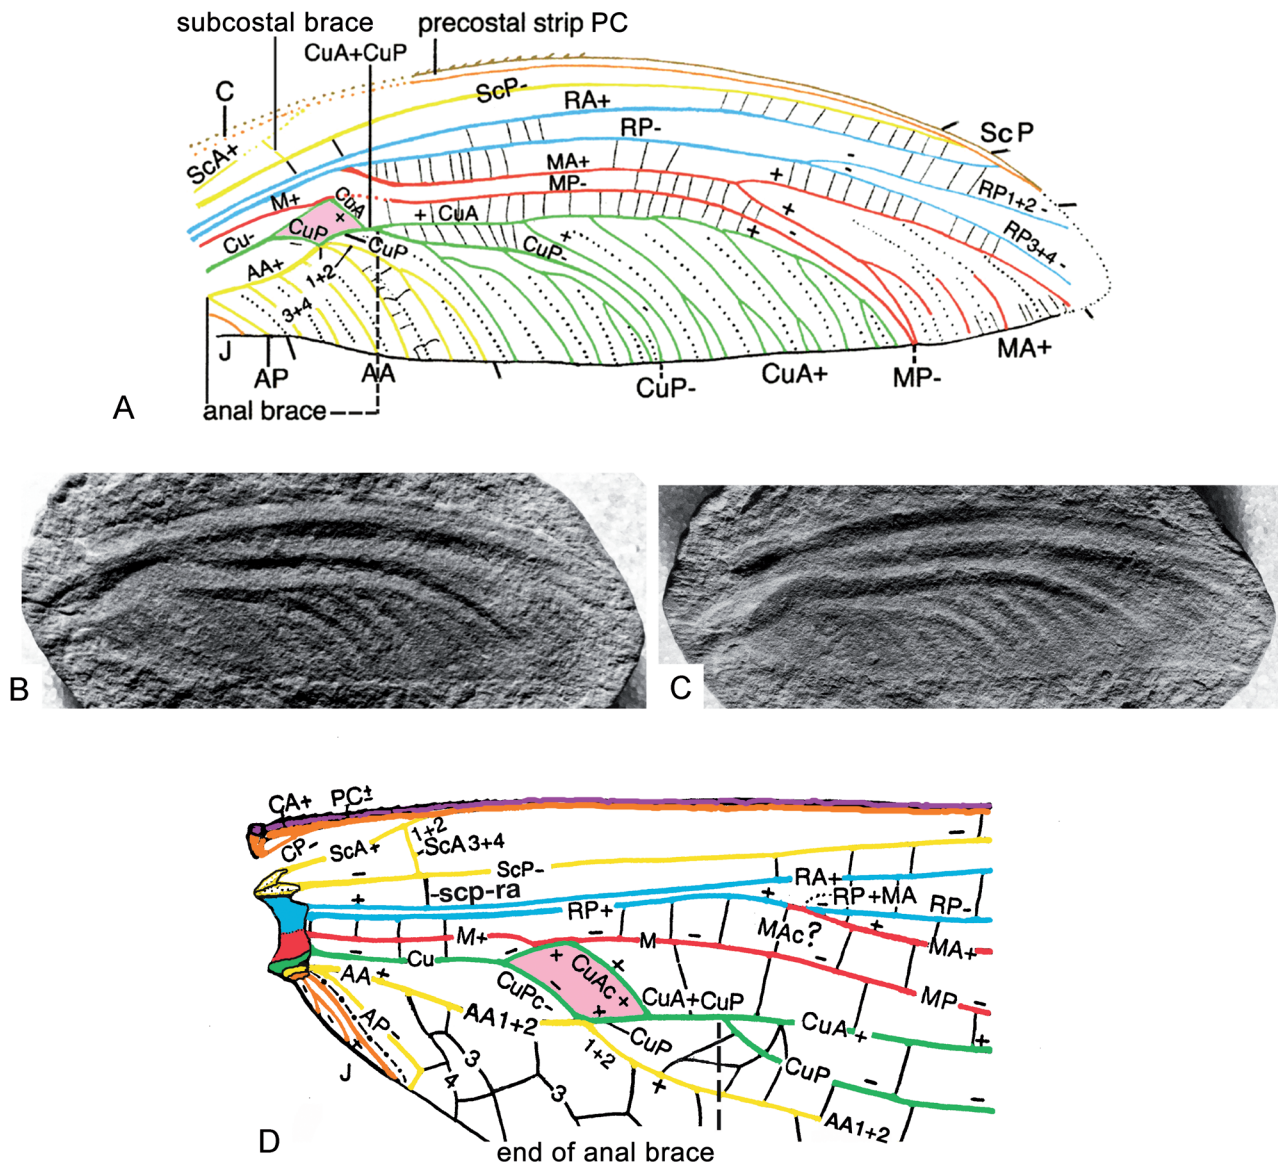 subcostal brace
precostal strip PC
CuA+CuP
C
ScP-
RA+
ScP
ScA+
RP-
MA+
MP-
RP1+2 -
M+
CuA
+
+ CuA
+
-
+
-
Cu-
CuP
-
CuP
CuP-
+
+
-
RP3+4 -
AA+
1+2
3+4
-
J
AP
AA
CuP-
CuA+
MP-
MA+
A
anal brace
B
C
CA+
PC±
1+2
CP-
ScA+
-ScA 3+4
-
-
ScP-
RA+
+
-scp-ra
RP+
+
-
RP+MA
RP-
M+
-
M
-
MAc?
+
MA+
-
Cu
-
+
CuAc +
+
-
MP
-
AA +
CuPc-
-
+
CuA+CuP
CuA +
+
AP -
AA1+2
CuP
1+2
CuP
-
-
J
+
4
3
3
+
AA1+2
D
end of anal brace